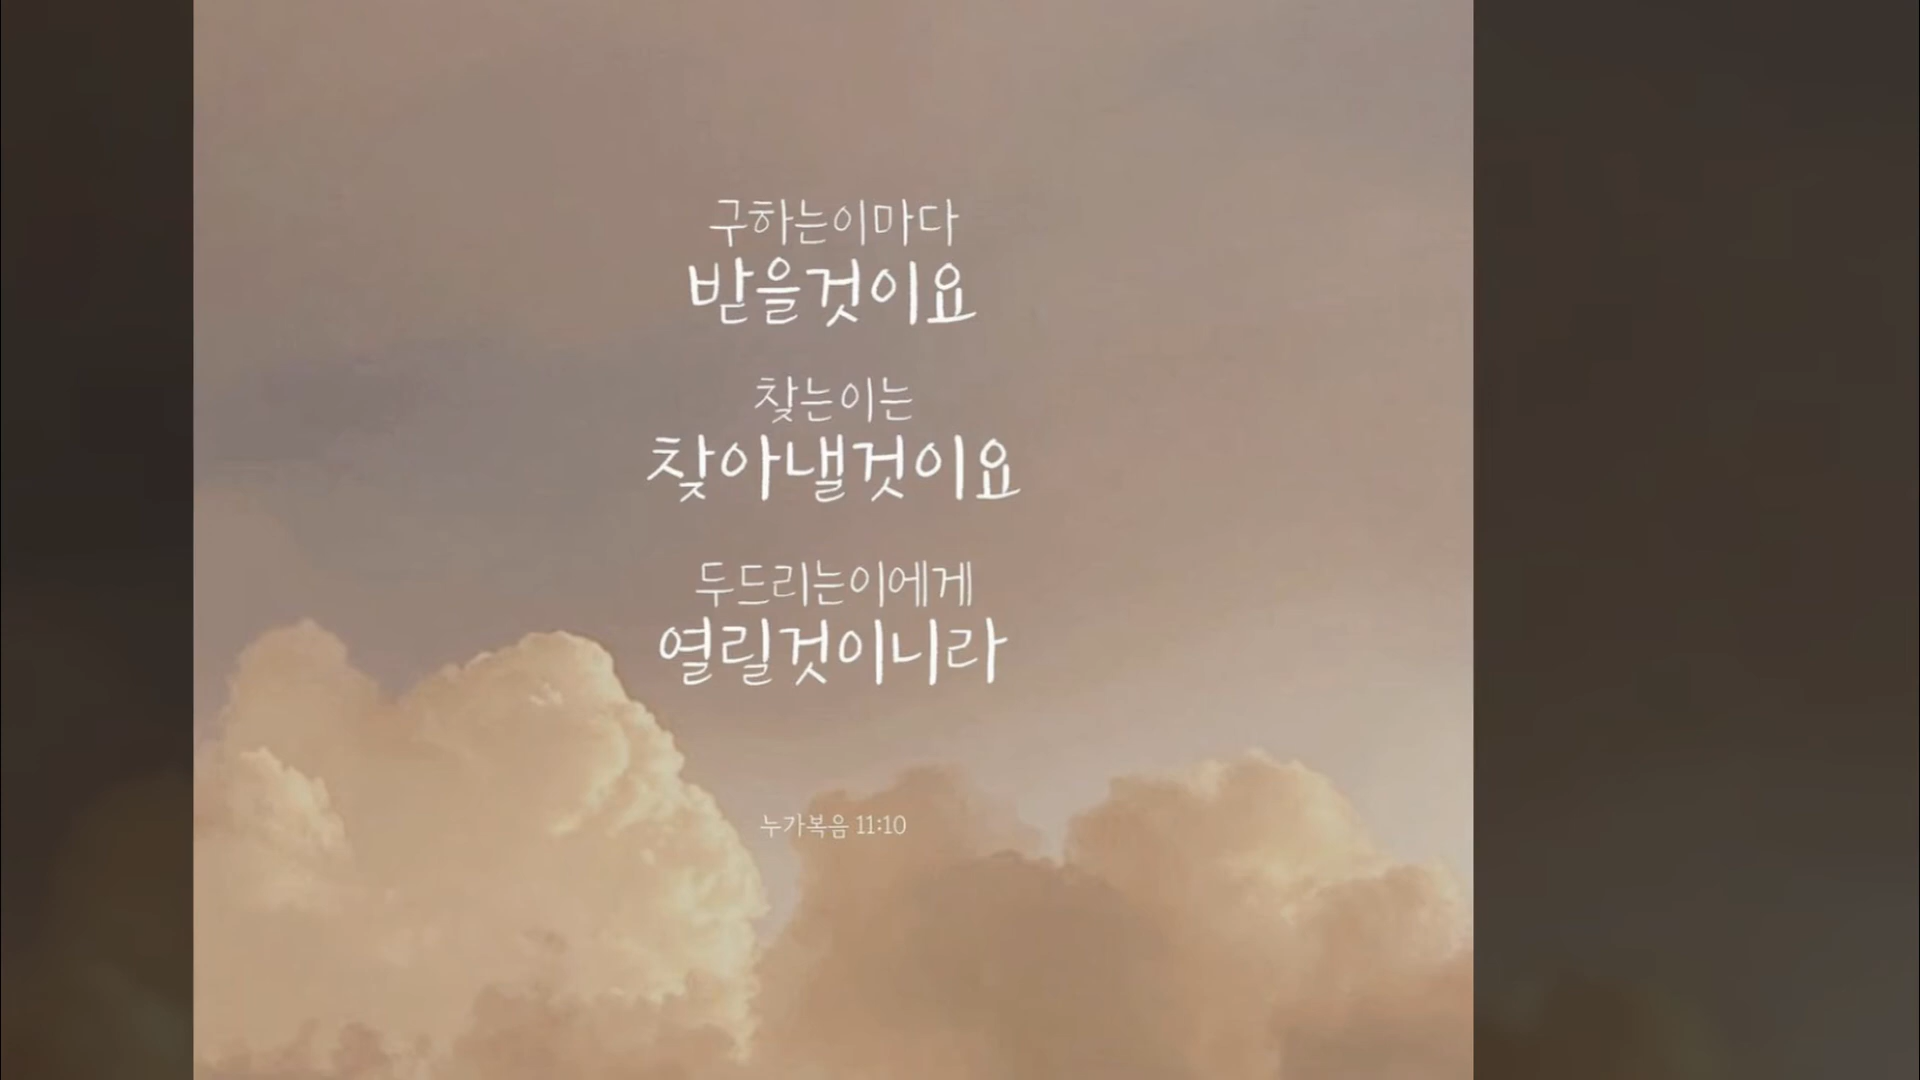 구하는이마다
받을것이요
찾는이는
찾아낼것이요
두드리는이에게
열릴것이니라
누가복음 11:10